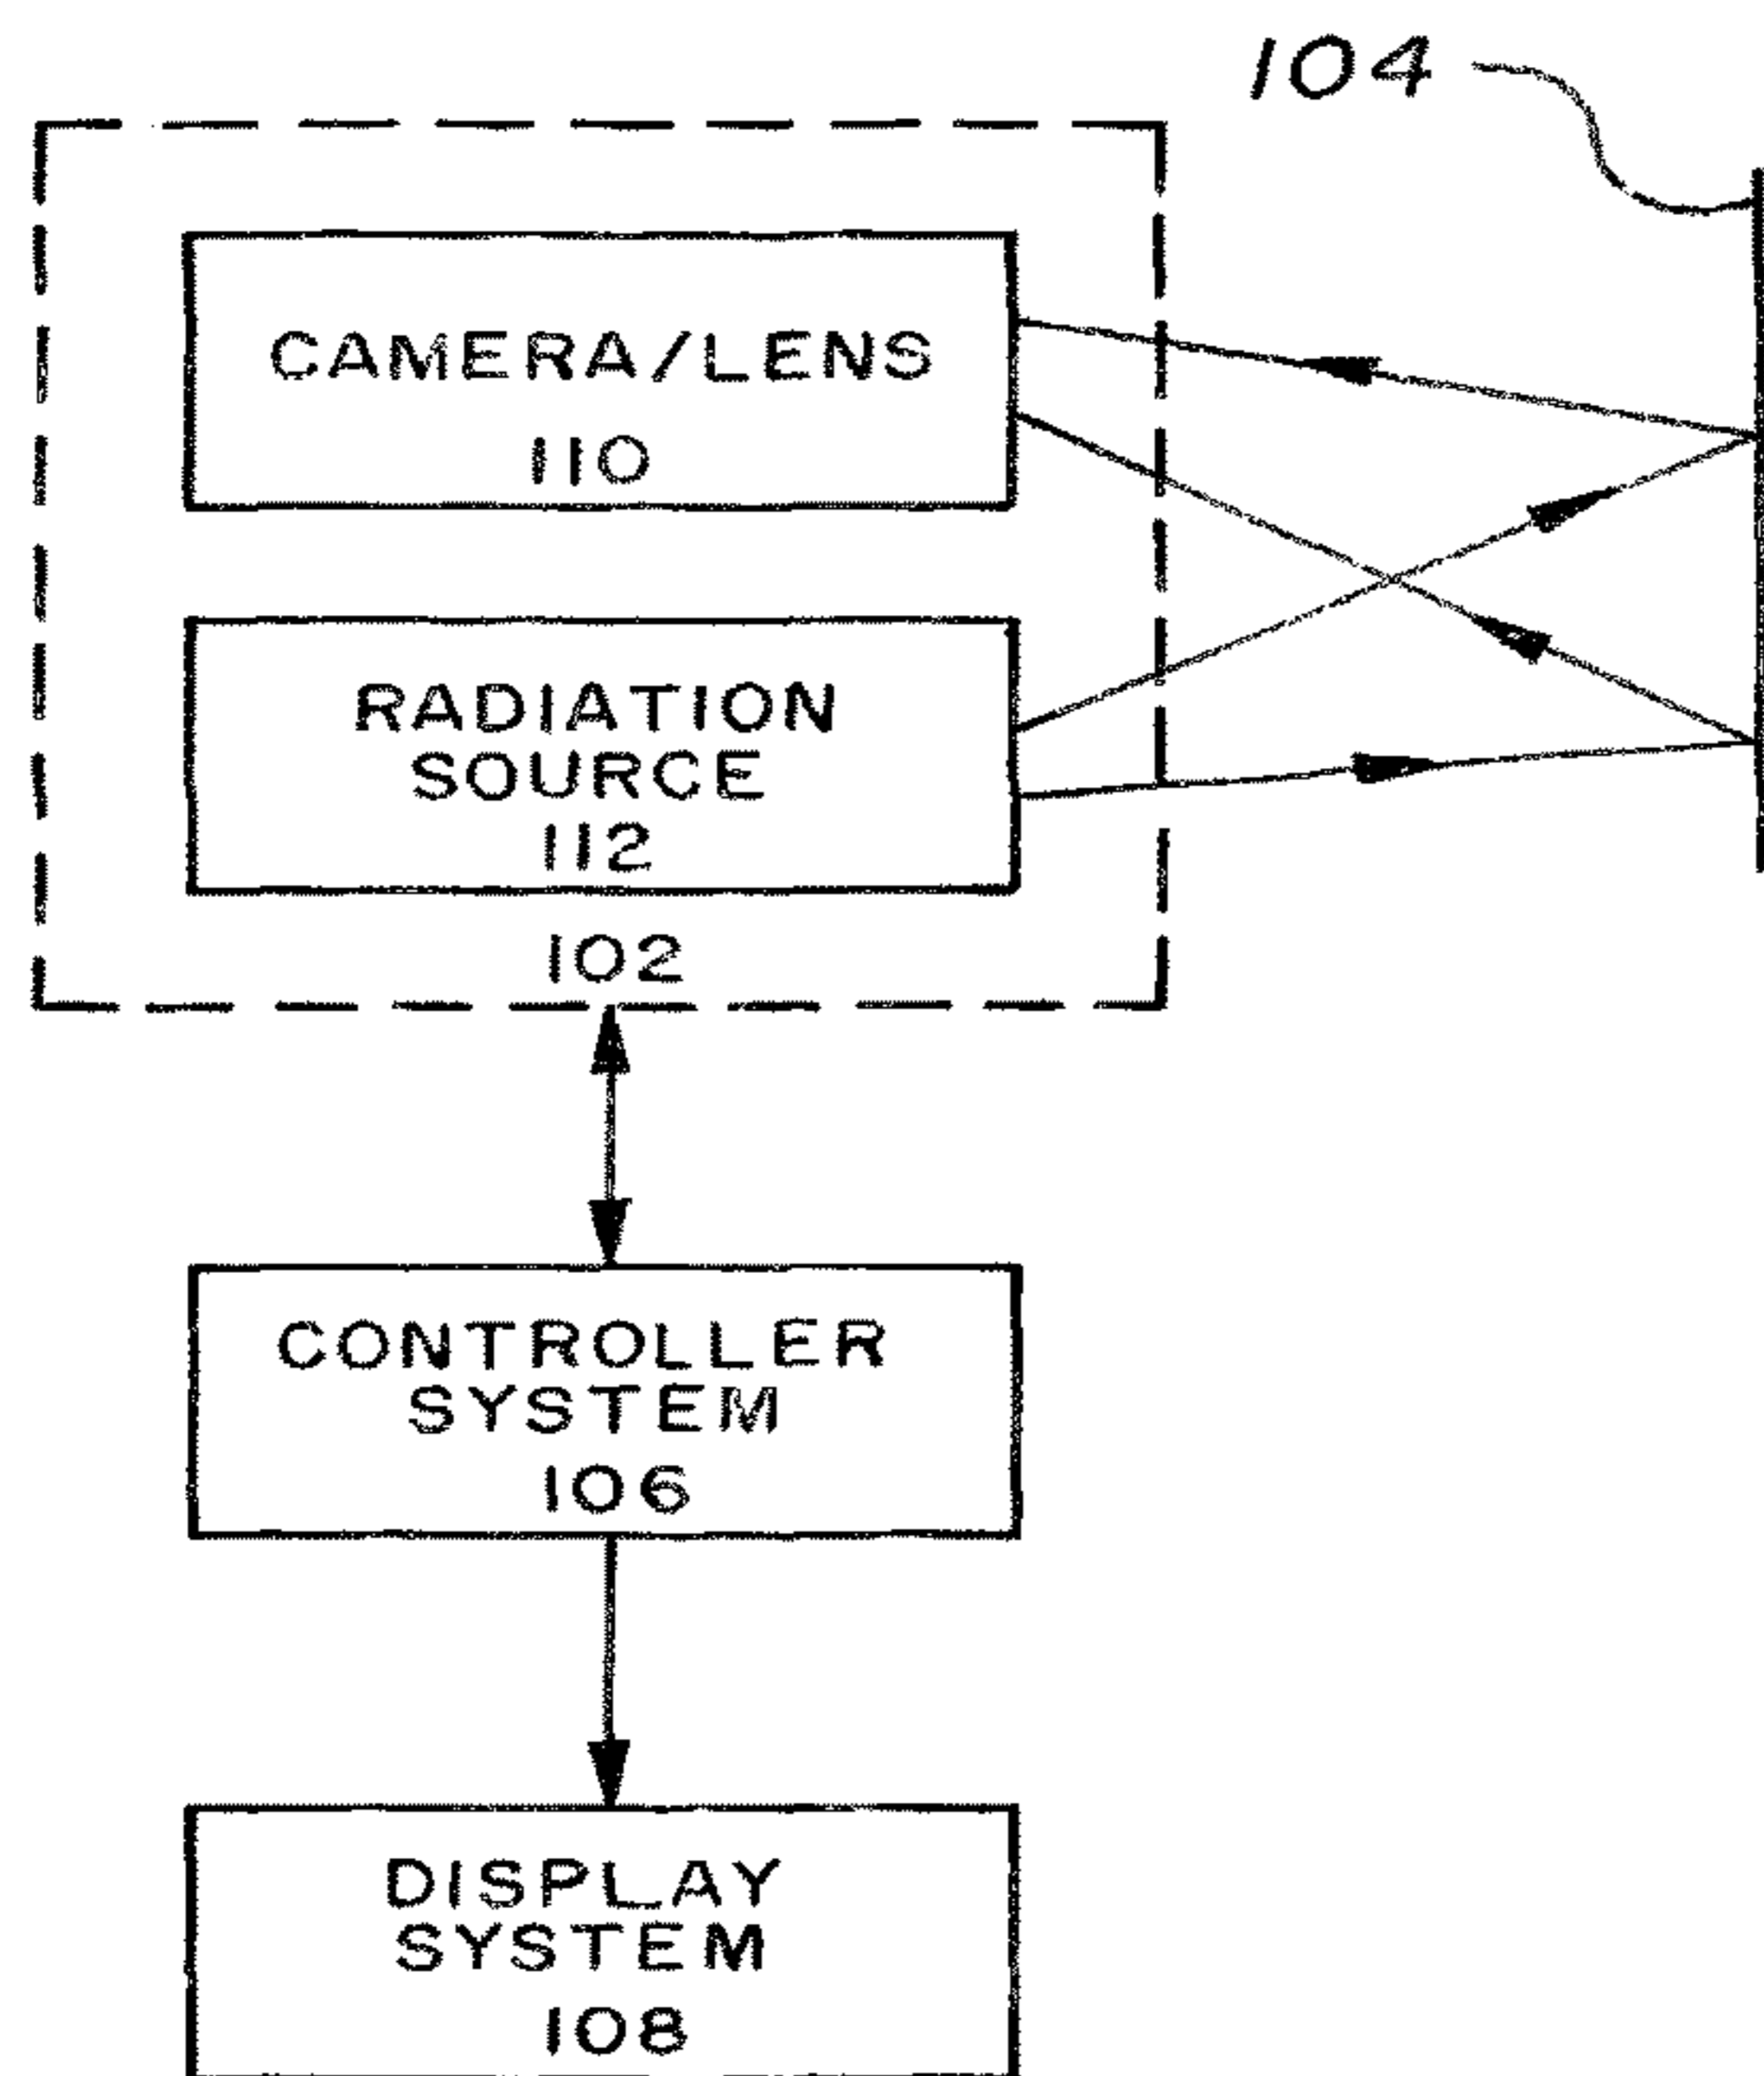 104
CAMERA/LENS
110
RADIATION
SOURCE
112
102
CONTROLLER
SYSTEM
106
DISPLAY
SYSTEM
108